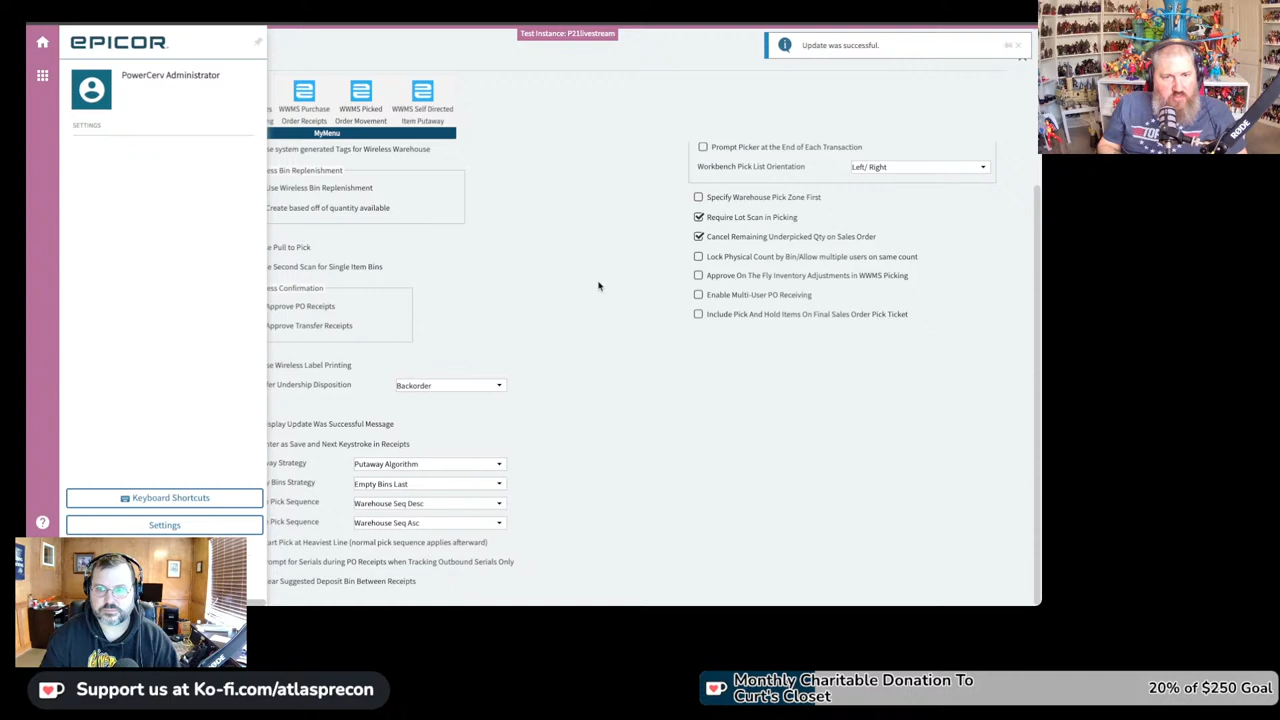 Test Instance: P21livestream
EPICOR
Update was successful.
PowerCerv Administrator
SETTINGS
WWMS Purchase
Order Receipts
WWMS Picked
Order Movement
WWMS Self Directed
Item Putaway
MyMenu
se system generated Tags for Wireless Warehouse
ess Bin Replenishment
Use Wireless Bin Replenishment
Create based off of quantity available
e Pull to Pick
e Second Scan for Single Item Bins
ess Confirmation
Approve PO Receipts
Approve Transfer Receipts
se Wireless Label Printing
fer Undership Disposition
Backorder
isplay Update Was Successful Message
nter as Save and Next Keystroke in Receipts
way Strategy
Putaway Algorithm
y Bins Strategy
Empty Bins Last
e Pick Sequence
Warehouse Seq Desc
e Pick Sequence
Warehouse Seq Asc
tart Pick at Heaviest Line (normal pick sequence applies afterward)
rompt for Serials during PO Receipts when Tracking Outbound Serials Only
lear Suggested Deposit Bin Between Receipts
Prompt Picker at the End of Each Transaction
Workbench Pick List Orientation
Left/ Right
Specify Warehouse Pick Zone First
Require Lot Scan in Picking
Cancel Remaining Underpicked Qty on Sales Order
Lock Physical Count by Bin/Allow multiple users on same count
Approve On The Fly Inventory Adjustments in WWMS Picking
Enable Multi-User PO Receiving
Include Pick And Hold Items On Final Sales Order Pick Ticket
Keyboard Shortcuts
Settings
RØDE
Support us at Ko-fi.com/atlasprecon
Monthly Charitable Donation To
Curt's Closet
20% of $250 Goal